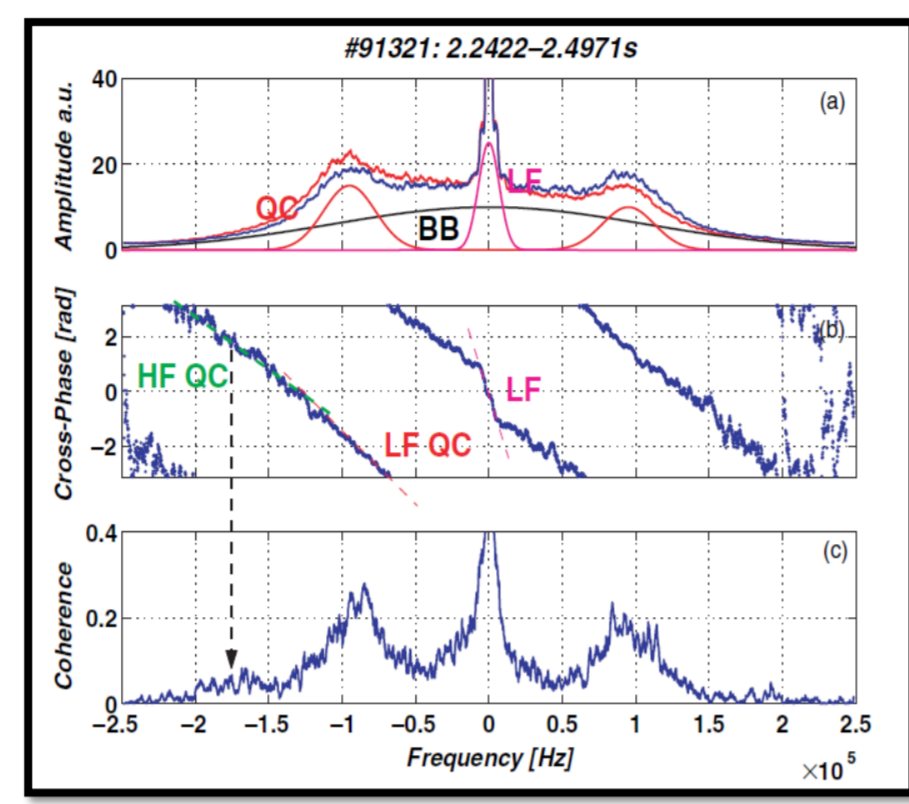 #91321: 2.2422–2.4971s
Amplitude a.u.
40
20
0
(a)
QC
BB
LF
Cross-Phase [rad]
2
0
−2
(b)
HF QC
LF QC
LF
Coherence
0.4
0.2
0
(c)
−2.5 −2 −1.5 −1 −0.5 0 0.5 1 1.5 2 2.5
Frequency [Hz]
×10 5